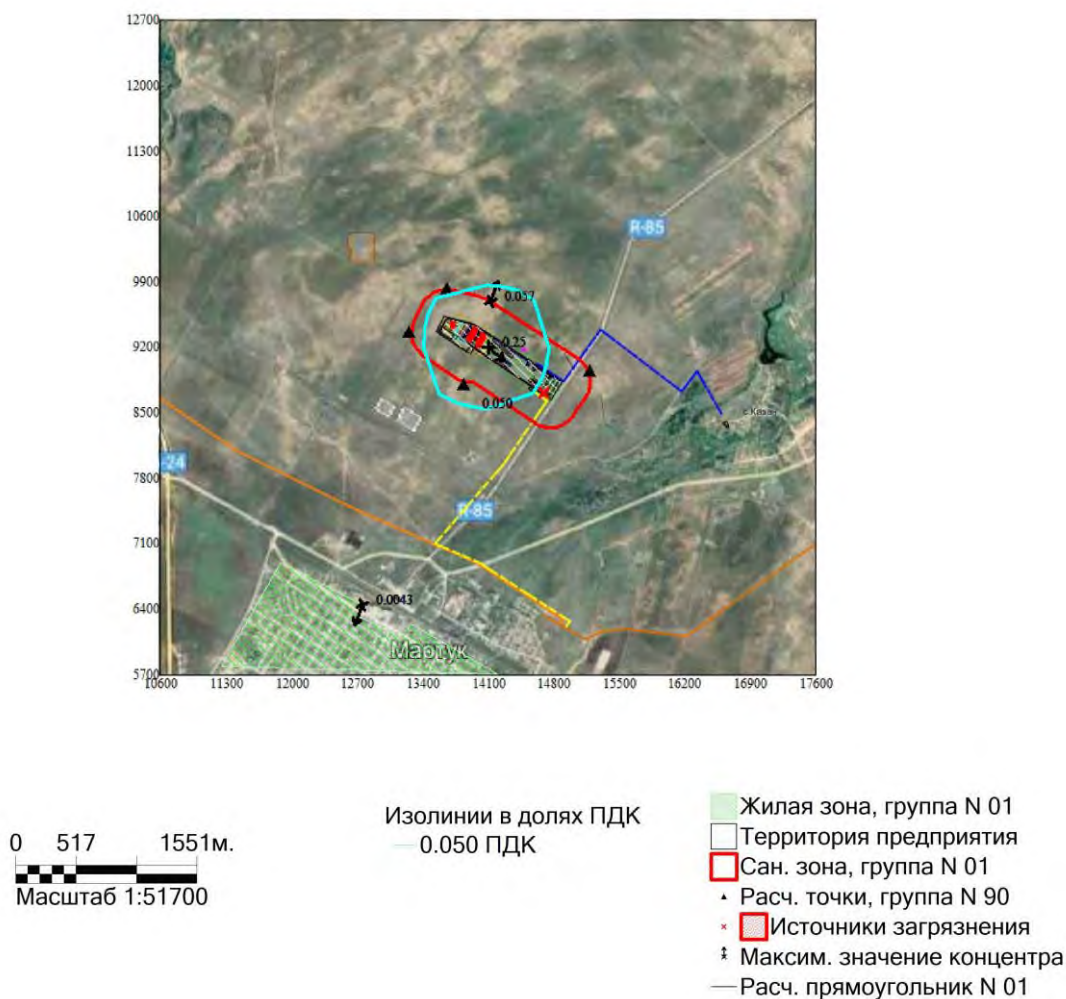 12700
12000
11300
10600
R-85
9900
0.057
9200
0.25
8500
0.050
с.Казан
7800
-24
R-85
7100
6400
0.0043
Мартук
5700
10600 11300 12000 12700 13400 14100 14800 15500 16200 16900 17600
0 517 1551м.
Масштаб 1:51700
Изолинии в долях ПДК
0.050 ПДК
Жилая зона, группа N 01
Территория предприятия
Сан. зона, группа N 01
Расч. точки, группа N 90
Источники загрязнения
Максим. значение концентра
Расч. прямоугольник N 01